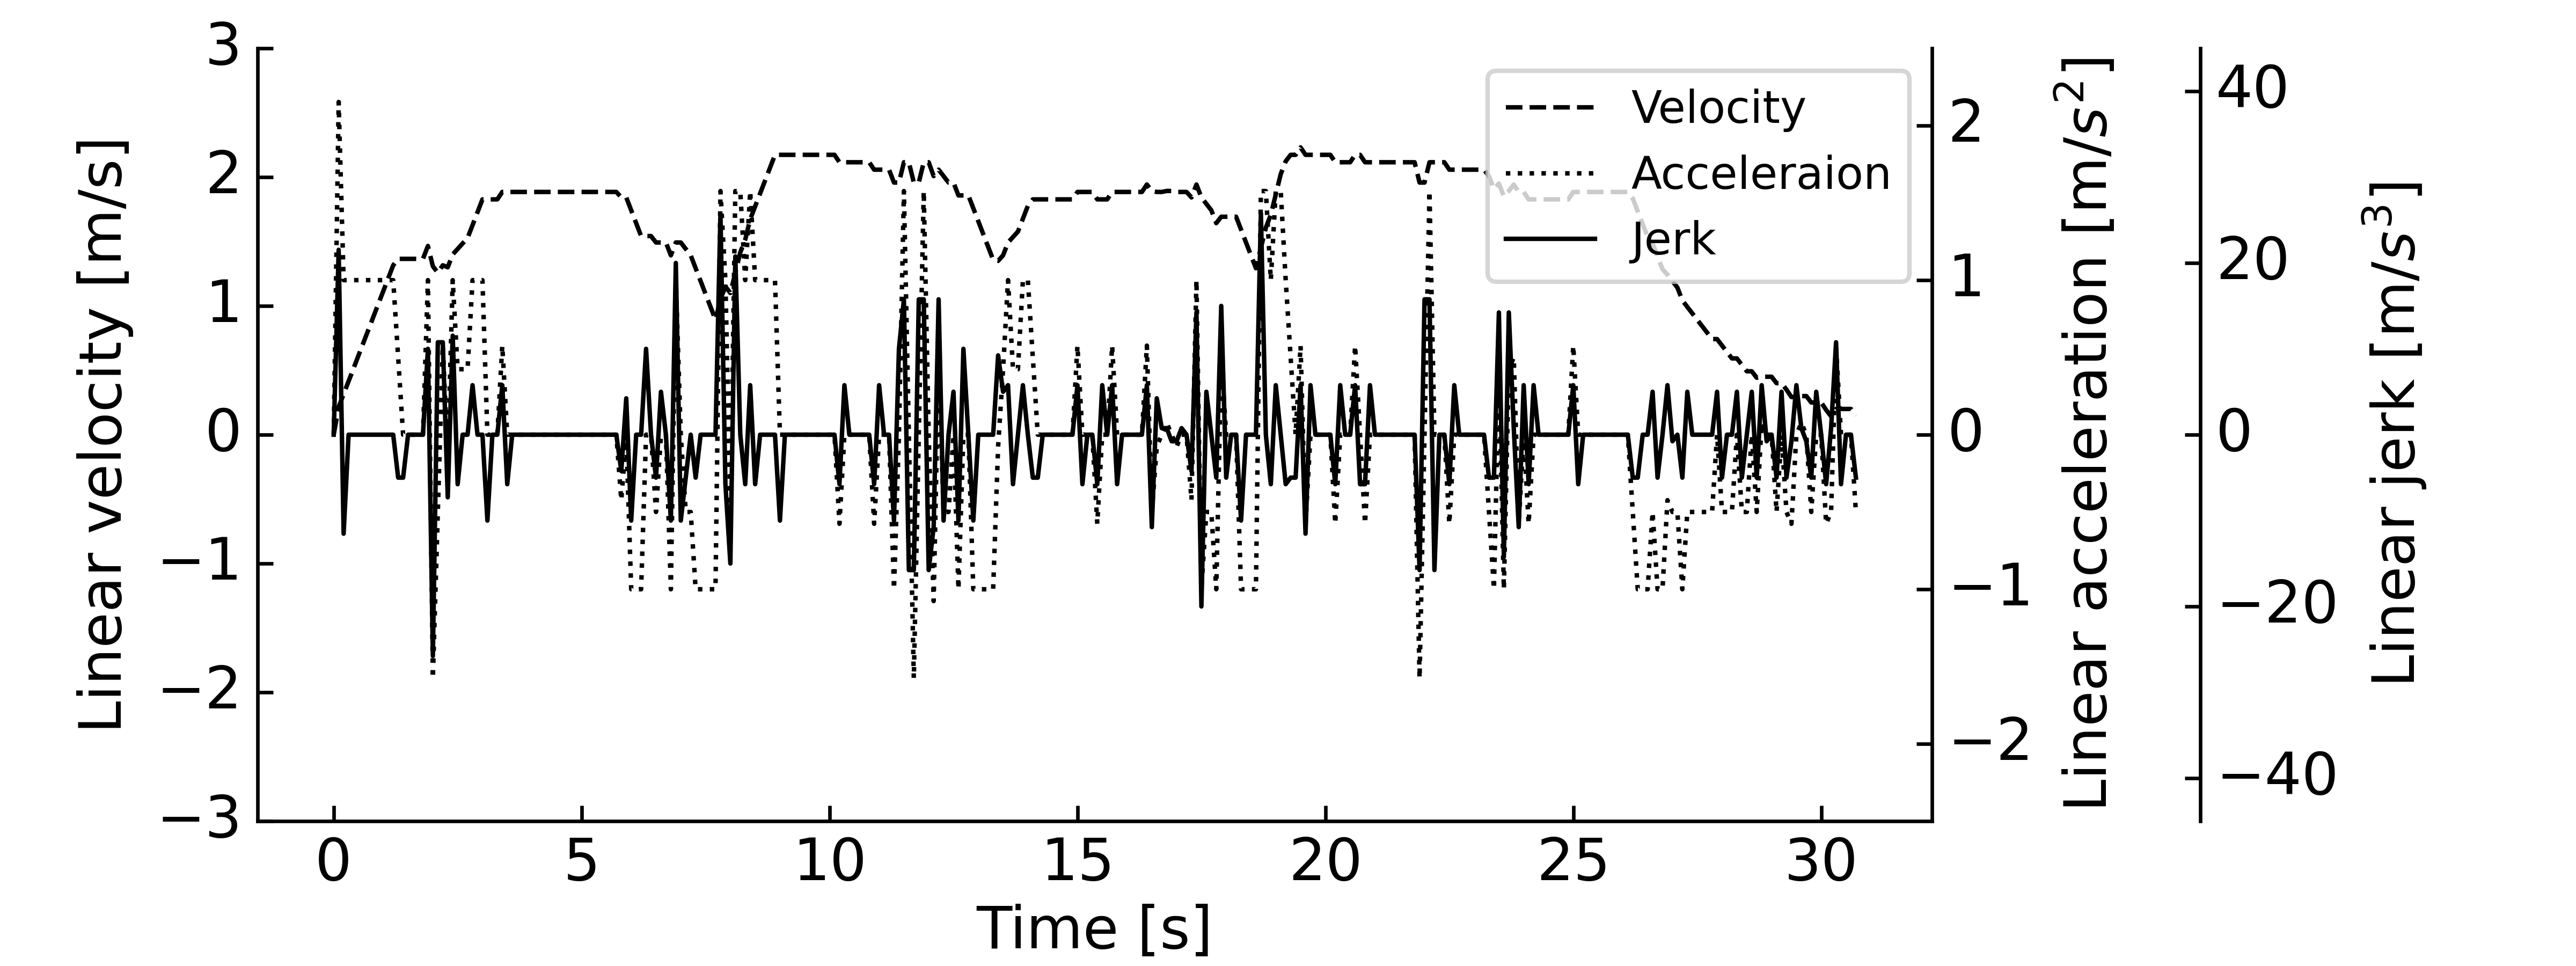 Linear velocity [m/s]
3
2
1
0
−1
−2
−3
0 5 10 15 20 25 30
Time [s]
Velocity
Acceleraion
Jerk
2
1
0
−1
−2
Linear acceleration [m/s²]
40
20
0
−20
−40
Linear jerk [m/s³]